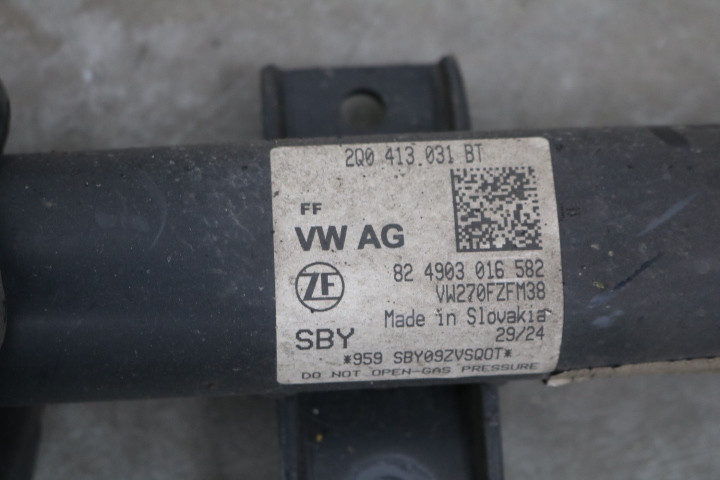 2Q0 413 031 BT
FF
VW AG
ZF
82 4903 016 582
VW270FZFM38
Made in Slovakia
SBY
29/24
*959 SBY09ZVSQOT*
DO NOT OPEN-GAS PRESSURE